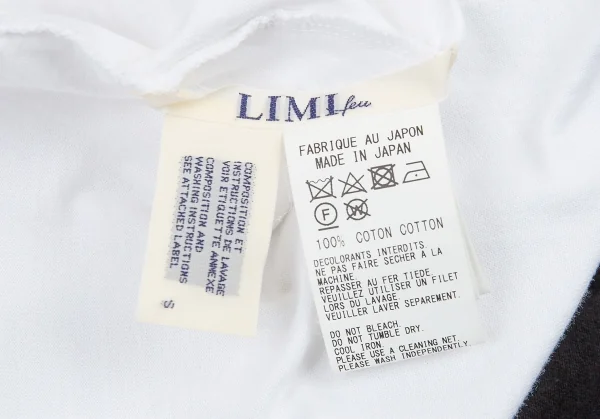 LIMI feu
COMPOSITION ET
INSTRUCTIONS DE LAVAGE
VOIR ETIQUETTE ANNEXE
COMPOSITION AND
WASHING INSTRUCTIONS
SEE ATTACHED LABEL
S
FABRIQUE AU JAPON
MADE IN JAPAN
F W
100% COTON COTTON
DECOLORANTS INTERDITS.
NE PAS FAIRE SECHER A LA
MACHINE.
REPASSER AU FER TIEDE.
VEUILLEZ UTILISER UN FILET
LORS DU LAVAGE.
VEUILLER LAVER SEPAREMENT.
DO NOT BLEACH.
DO NOT TUMBLE DRY.
COOL IRON.
PLEASE USE A CLEANING NET.
PLEASE WASH INDEPENDENTLY.